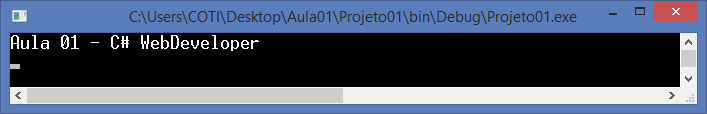 C:\Users\COTI\Desktop\Aula01\Projeto01\bin\Debug\Projeto01.exe
Aula 01 - C# WebDeveloper